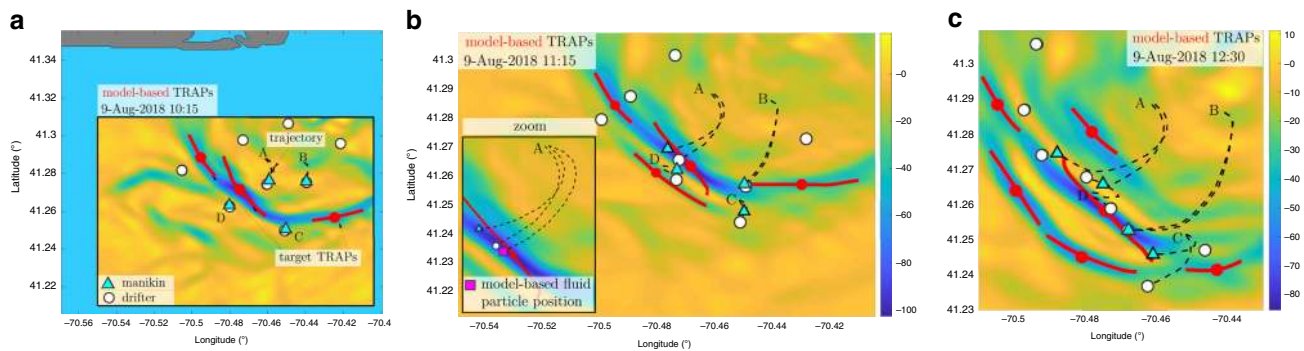 a
41.34
41.32
41.3
41.28
41.26
41.24
41.22
Latitude (°)
model-based TRAPs
9-Aug-2018 10:15
trajectory
A
B
D
C
target TRAPs
manikin
drifter
−70.56
−70.54
−70.52
−70.5
−70.48
−70.46
−70.44
−70.42
−70.4
Longitude (°)
b
41.3
41.29
41.28
41.27
41.26
41.25
41.24
41.23
41.22
Latitude (°)
model-based TRAPs
9-Aug-2018 11:15
A
B
D
C
zoom
A
model-based fluid
particle position
−70.54
−70.52
−70.5
−70.48
−70.46
−70.44
−70.42
Longitude (°)
−0
−20
−40
−60
−80
−100
c
41.3
41.29
41.28
41.27
41.26
41.25
41.24
41.23
model-based TRAPs
9-Aug-2018 12:30
A
B
D
C
−70.5
−70.48
−70.46
−70.44
Longitude (°)
10
−0
−10
−20
−30
−40
−50
−60
−70
−80